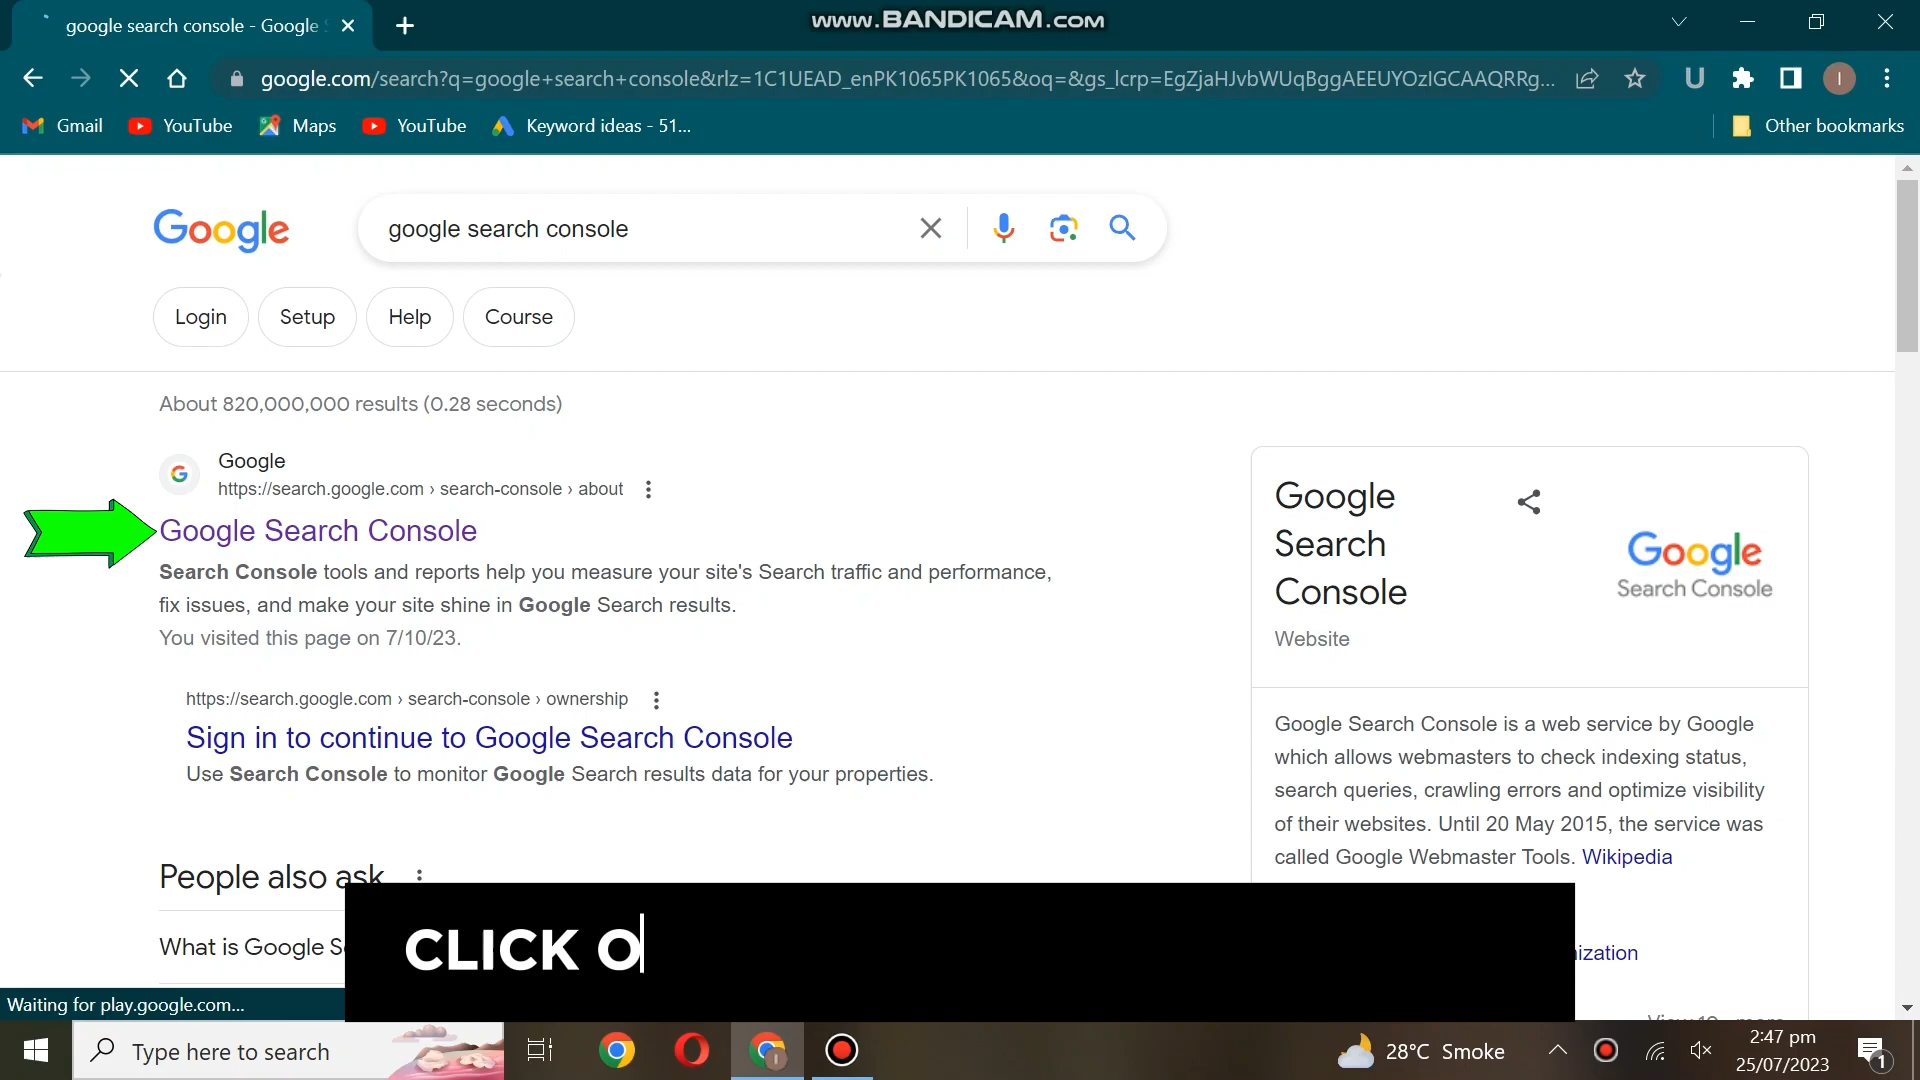 google search console - Google S
www.BANDICAM.com
google.com/search?q=google+search+console&rlz=1C1UEAD_enPK1065PK1065&oq=&gs_lcrp=EgZjaHJvbWUqBggAEEUYOzIGCAAQRRg...
U
I
Gmail
YouTube
Maps
YouTube
Keyword ideas - 51...
Other bookmarks
Google
google search console
Login
Setup
Help
Course
About 820,000,000 results (0.28 seconds)
G
Google
https://search.google.com › search-console › about
Google Search Console
Search Console tools and reports help you measure your site's Search traffic and performance,
fix issues, and make your site shine in Google Search results.
You visited this page on 7/10/23.
https://search.google.com › search-console › ownership
Sign in to continue to Google Search Console
Use Search Console to monitor Google Search results data for your properties.
People also ask
What is Google S
Google
Search
Console
Website
Google
Search Console
Google Search Console is a web service by Google
which allows webmasters to check indexing status,
search queries, crawling errors and optimize visibility
of their websites. Until 20 May 2015, the service was
called Google Webmaster Tools. Wikipedia
ization
CLICK O
Waiting for play.google.com...
Type here to search
28°C Smoke
2:47 pm
25/07/2023
1